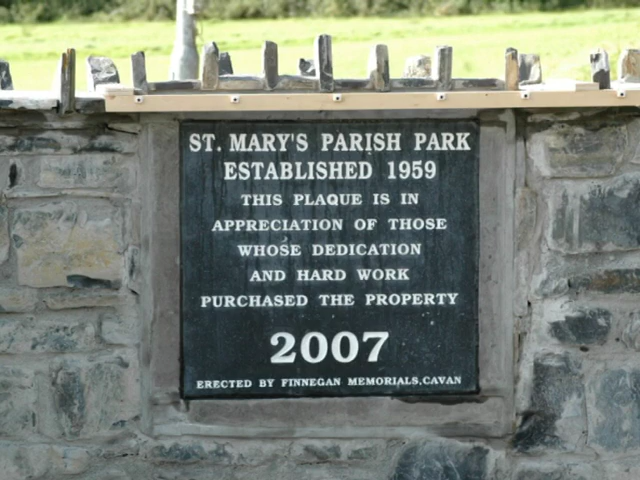 ST. MARY'S PARISH PARK
ESTABLISHED 1959
THIS PLAQUE IS IN
APPRECIATION OF THOSE
WHOSE DEDICATION
AND HARD WORK
PURCHASED THE PROPERTY
2007
ERECTED BY FINNEGAN MEMORIALS,CAVAN